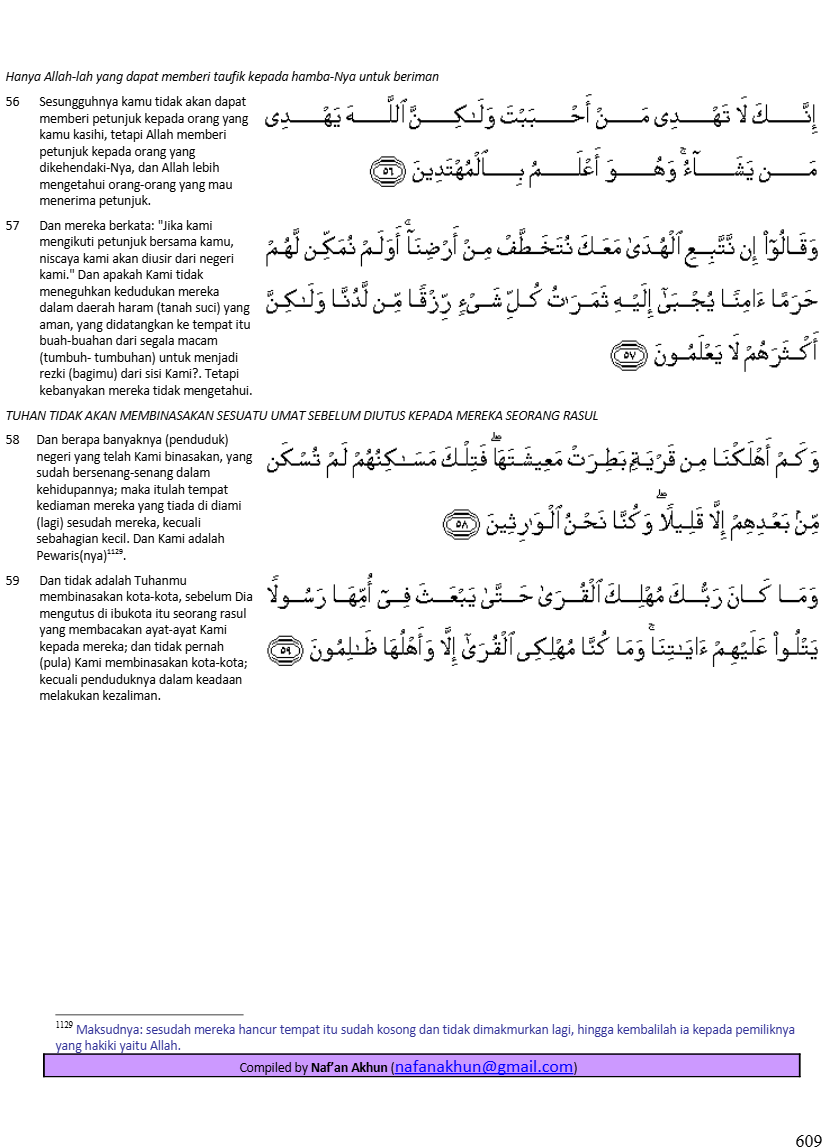 Hanya Allah-lah yang dapat memberi taufik kepada hamba-Nya untuk beriman
56 Sesungguhnya kamu tidak akan dapat
memberi petunjuk kepada orang yang
kamu kasihi, tetapi Allah memberi
petunjuk kepada orang yang
dikehendaki-Nya, dan Allah lebih
mengetahui orang-orang yang mau
menerima petunjuk.
إِنَّكَ لَا تَهْدِى مَنْ أَحْبَبْتَ وَلَـٰكِنَّ ٱللَّهَ يَهْدِى
مَن يَشَآءُ ۚ وَهُوَ أَعْلَمُ بِٱلْمُهْتَدِينَ ﴿٥٦﴾
57 Dan mereka berkata: "Jika kami
mengikuti petunjuk bersama kamu,
niscaya kami akan diusir dari negeri
kami." Dan apakah Kami tidak
meneguhkan kedudukan mereka
dalam daerah haram (tanah suci) yang
aman, yang didatangkan ke tempat itu
buah-buahan dari segala macam
(tumbuh- tumbuhan) untuk menjadi
rezki (bagimu) dari sisi Kami?. Tetapi
kebanyakan mereka tidak mengetahui.
وَقَالُوٓا۟ إِن نَّتَّبِعِ ٱلْهُدَىٰ مَعَكَ نُتَخَطَّفْ مِنْ أَرْضِنَآ ۚ أَوَلَمْ نُمَكِّن لَّهُمْ
حَرَمًا ءَامِنًا يُجْبَىٰٓ إِلَيْهِ ثَمَرَٰتُ كُلِّ شَىْءٍ رِّزْقًا مِّن لَّدُنَّا وَلَـٰكِنَّ
أَكْثَرَهُمْ لَا يَعْلَمُونَ ﴿٥٧﴾
TUHAN TIDAK AKAN MEMBINASAKAN SESUATU UMAT SEBELUM DIUTUS KEPADA MEREKA SEORANG RASUL
58 Dan berapa banyaknya (penduduk)
negeri yang telah Kami binasakan, yang
sudah bersenang-senang dalam
kehidupannya; maka itulah tempat
kediaman mereka yang tiada di diami
(lagi) sesudah mereka, kecuali
sebahagian kecil. Dan Kami adalah
Pewaris(nya)¹¹²⁹.
وَكَمْ أَهْلَكْنَا مِن قَرْيَةٍۭ بَطِرَتْ مَعِيشَتَهَا ۖ فَتِلْكَ مَسَـٰكِنُهُمْ لَمْ تُسْكَن
مِّنۢ بَعْدِهِمْ إِلَّا قَلِيلًا ۖ وَكُنَّا نَحْنُ ٱلْوَٰرِثِينَ ﴿٥٨﴾
59 Dan tidak adalah Tuhanmu
membinasakan kota-kota, sebelum Dia
mengutus di ibukota itu seorang rasul
yang membacakan ayat-ayat Kami
kepada mereka; dan tidak pernah
(pula) Kami membinasakan kota-kota;
kecuali penduduknya dalam keadaan
melakukan kezaliman.
وَمَا كَانَ رَبُّكَ مُهْلِكَ ٱلْقُرَىٰ حَتَّىٰ يَبْعَثَ فِىٓ أُمِّهَا رَسُولًا
يَتْلُوا۟ عَلَيْهِمْ ءَايَـٰتِنَا ۚ وَمَا كُنَّا مُهْلِكِى ٱلْقُرَىٰٓ إِلَّا وَأَهْلُهَا ظَـٰلِمُونَ ﴿٥٩﴾
1129 Maksudnya: sesudah mereka hancur tempat itu sudah kosong dan tidak dimakmurkan lagi, hingga kembalilah ia kepada pemiliknya
yang hakiki yaitu Allah.
Compiled by Naf'an Akhun (nafanakhun@gmail.com)
609